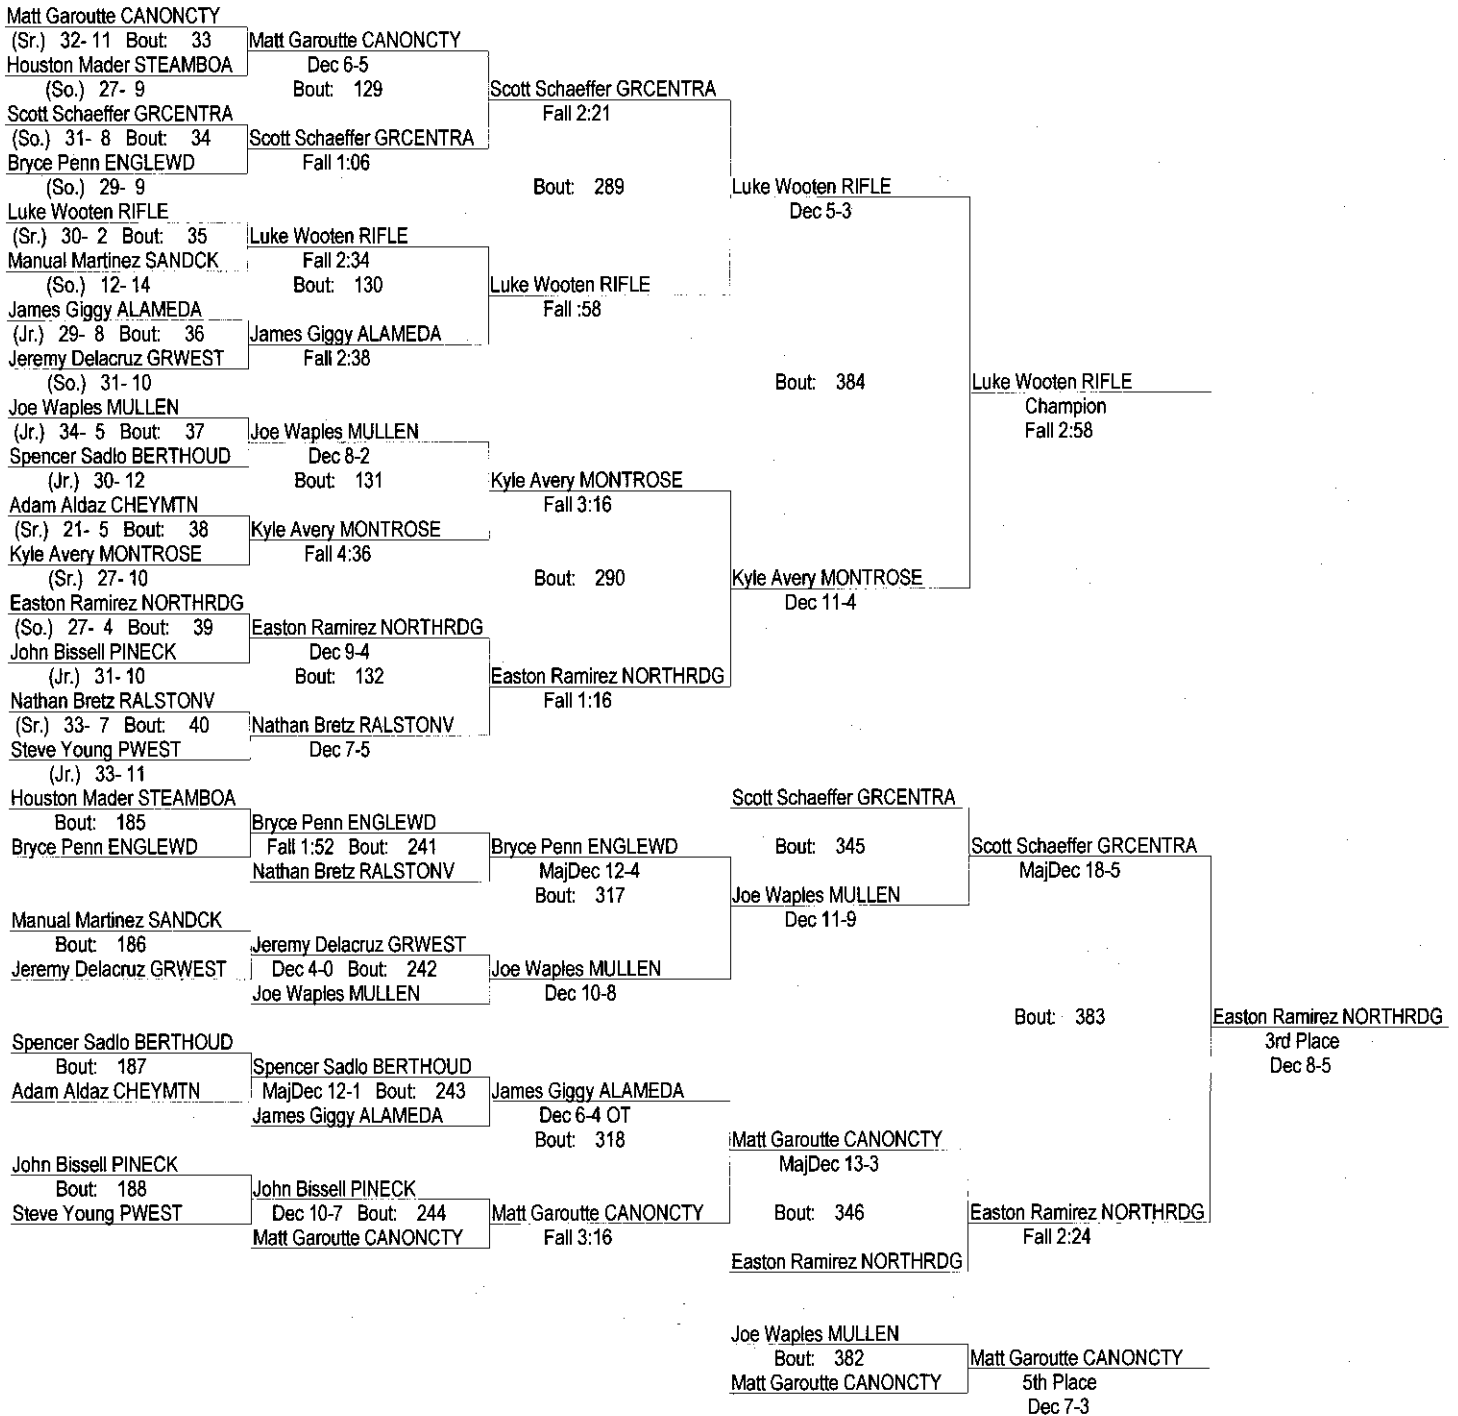 Matt Garoutte CANONCTY
(Sr.) 32- 11 Bout: 33
Houston Mader STEAMBOA
(So.) 27- 9
Scott Schaeffer GRCENTRA
(So.) 31- 8 Bout: 34
Bryce Penn ENGLEWD
(So.) 29- 9
Luke Wooten RIFLE
(Sr.) 30- 2 Bout: 35
Manual Martinez SANDCK
(So.) 12- 14
James Giggy ALAMEDA
(Jr.) 29- 8 Bout: 36
Jeremy Delacruz GRWEST
(So.) 31- 10
Joe Waples MULLEN
(Jr.) 34- 5 Bout: 37
Spencer Sadlo BERTHOUD
(Jr.) 30- 12
Adam Aldaz CHEYMTN
(Sr.) 21- 5 Bout: 38
Kyle Avery MONTROSE
(Sr.) 27- 10
Easton Ramirez NORTHRDG
(So.) 27- 4 Bout: 39
John Bissell PINECK
(Jr.) 31- 10
Nathan Bretz RALSTONV
(Sr.) 33- 7 Bout: 40
Steve Young PWEST
(Jr.) 33- 11
Matt Garoutte CANONCTY
Dec 6-5
Bout: 129
Scott Schaeffer GRCENTRA
Fall 1:06
Luke Wooten RIFLE
Fall 2:34
Bout: 130
James Giggy ALAMEDA
Fall 2:38
Joe Waples MULLEN
Dec 8-2
Bout: 131
Kyle Avery MONTROSE
Fall 4:36
Easton Ramirez NORTHRDG
Dec 9-4
Bout: 132
Nathan Bretz RALSTONV
Dec 7-5
Scott Schaeffer GRCENTRA
Fall 2:21
Bout: 289
Luke Wooten RIFLE
Fall :58
Kyle Avery MONTROSE
Fall 3:16
Bout: 290
Easton Ramirez NORTHRDG
Fall 1:16
Luke Wooten RIFLE
Dec 5-3
Bout: 384
Kyle Avery MONTROSE
Dec 11-4
Luke Wooten RIFLE
Champion
Fall 2:58
Houston Mader STEAMBOA
Bout: 185
Bryce Penn ENGLEWD
Manual Martinez SANDCK
Bout: 186
Jeremy Delacruz GRWEST
Spencer Sadlo BERTHOUD
Bout: 187
Adam Aldaz CHEYMTN
John Bissell PINECK
Bout: 188
Steve Young PWEST
Bryce Penn ENGLEWD
Fall 1:52 Bout: 241
Nathan Bretz RALSTONV
Jeremy Delacruz GRWEST
Dec 4-0 Bout: 242
Joe Waples MULLEN
Spencer Sadlo BERTHOUD
MajDec 12-1 Bout: 243
James Giggy ALAMEDA
John Bissell PINECK
Dec 10-7 Bout: 244
Matt Garoutte CANONCTY
Bryce Penn ENGLEWD
MajDec 12-4
Bout: 317
Joe Waples MULLEN
Dec 10-8
James Giggy ALAMEDA
Dec 6-4 OT
Bout: 318
Matt Garoutte CANONCTY
Fall 3:16
Scott Schaeffer GRCENTRA
Bout: 345
Joe Waples MULLEN
Dec 11-9
Matt Garoutte CANONCTY
MajDec 13-3
Bout: 346
Easton Ramirez NORTHRDG
Scott Schaeffer GRCENTRA
MajDec 18-5
Bout: 383
Easton Ramirez NORTHRDG
Fall 2:24
Easton Ramirez NORTHRDG
3rd Place
Dec 8-5
Joe Waples MULLEN
Bout: 382
Matt Garoutte CANONCTY
Matt Garoutte CANONCTY
5th Place
Dec 7-3